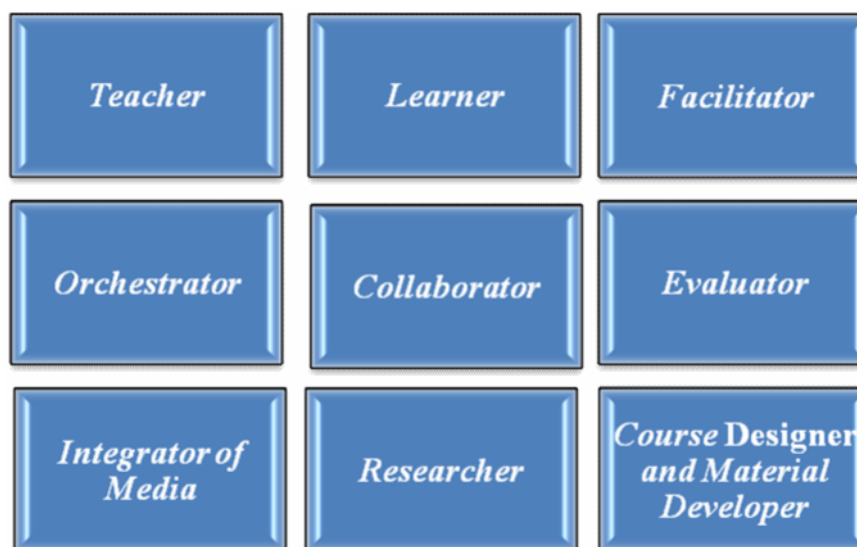 Teacher
Learner
Facilitator
Orchestrator
Collaborator
Evaluator
Integrator of
Media
Researcher
Course Designer
and Material
Developer